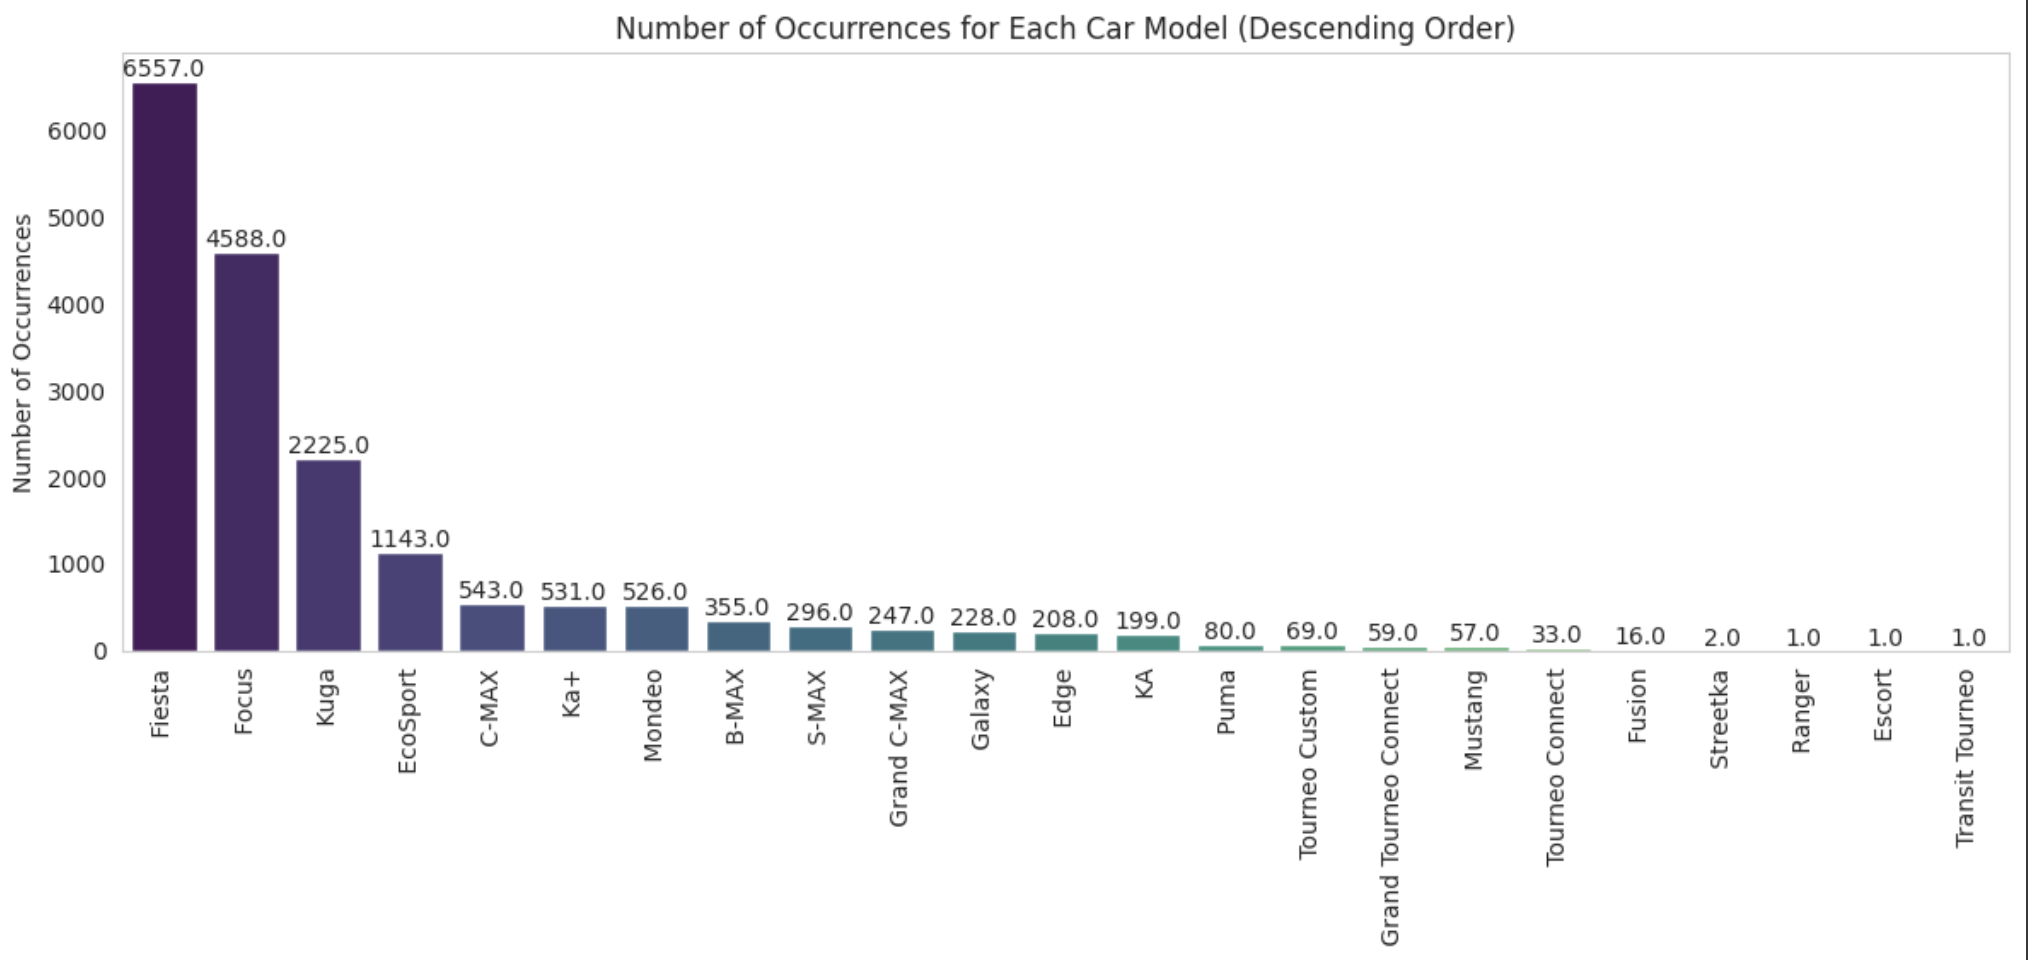 Number of Occurrences for Each Car Model (Descending Order)
Number of Occurrences
6000
5000
4000
3000
2000
1000
0
6557.0
4588.0
2225.0
1143.0
543.0
531.0
526.0
355.0
296.0
247.0
228.0
208.0
199.0
80.0
69.0
59.0
57.0
33.0
16.0
2.0
1.0
1.0
1.0
Fiesta
Focus
Kuga
EcoSport
C-MAX
Ka+
Mondeo
B-MAX
S-MAX
Grand C-MAX
Galaxy
Edge
KA
Puma
Tourneo Custom
Grand Tourneo Connect
Mustang
Tourneo Connect
Fusion
Streetka
Ranger
Escort
Transit Tourneo